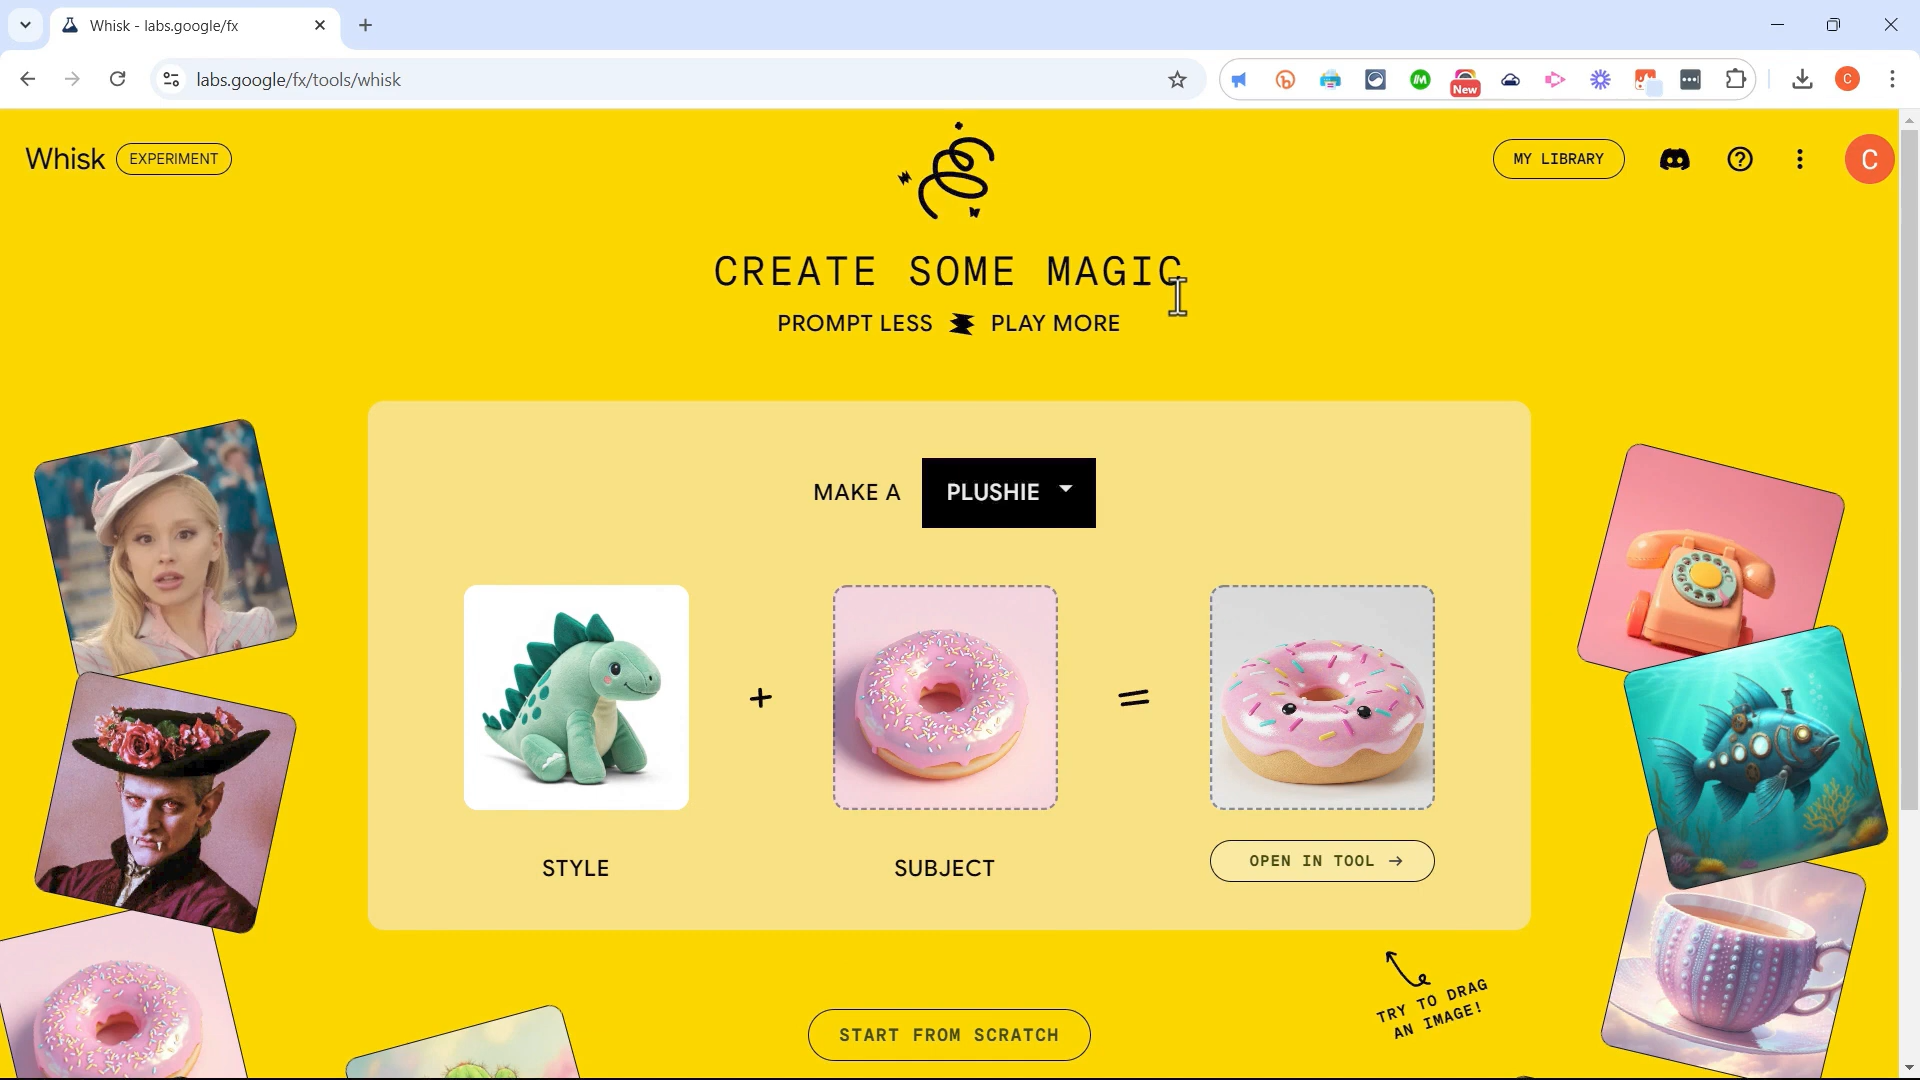 Whisk - labs.google/fx
labs.google/fx/tools/whisk
New
C
Whisk
EXPERIMENT
MY LIBRARY
C
CREATE SOME MAGIC
PROMPT LESS
PLAY MORE
MAKE A
PLUSHIE
+
=
STYLE
SUBJECT
OPEN IN TOOL →
TRY TO DRAG
AN IMAGE!
START FROM SCRATCH